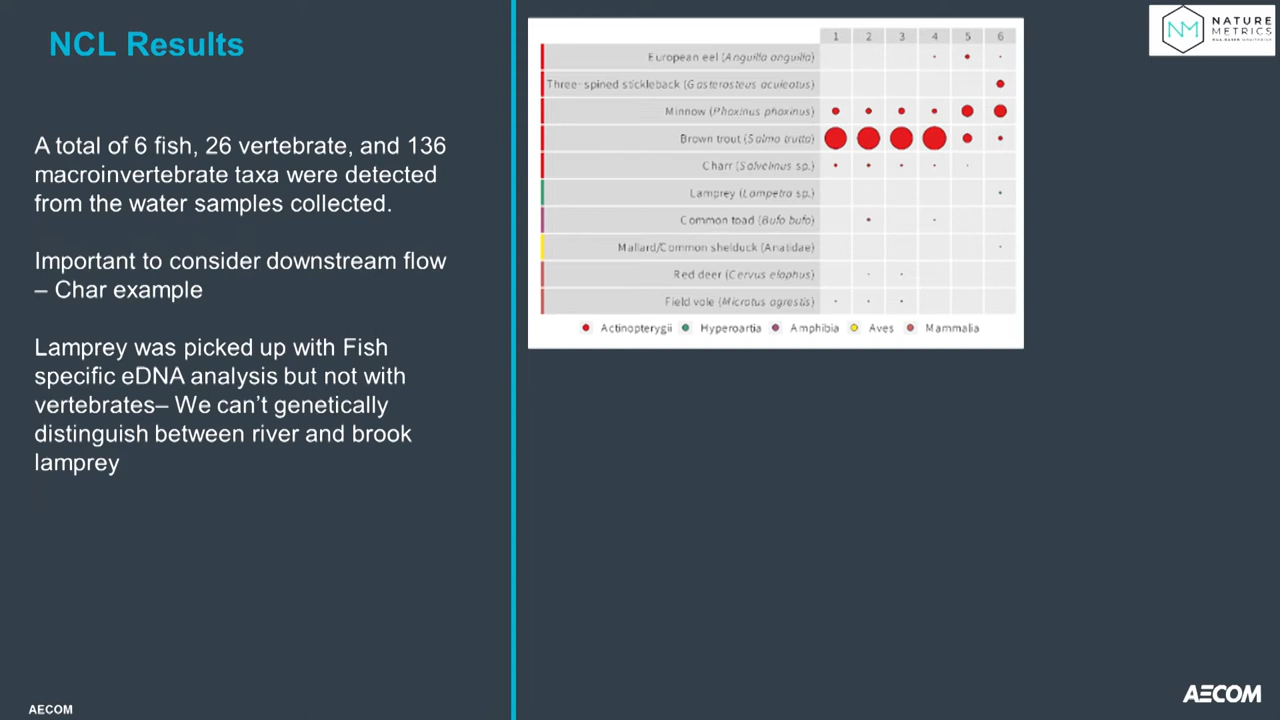 NCL Results
A total of 6 fish, 26 vertebrate, and 136
macroinvertebrate taxa were detected
from the water samples collected.
Important to consider downstream flow
– Char example
Lamprey was picked up with Fish
specific eDNA analysis but not with
vertebrates– We can't genetically
distinguish between river and brook
lamprey
AECOM
1 2 3 4 5 6
European eel (Anguilla anguilla)
Three-spined stickleback (Gasterosteus aculeatus)
Minnow (Phoxinus phoxinus)
Brown trout (Salmo trutta)
Charr (Salvelinus sp.)
Lamprey (Lampetra sp.)
Common toad (Bufo bufo)
Mallard/Common shelduck (Anatidae)
Red deer (Cervus elaphus)
Field vole (Microtus agrestis)
Actinopterygii Hyperoartia Amphibia Aves Mammalia
NM NATURE
METRICS
AECOM